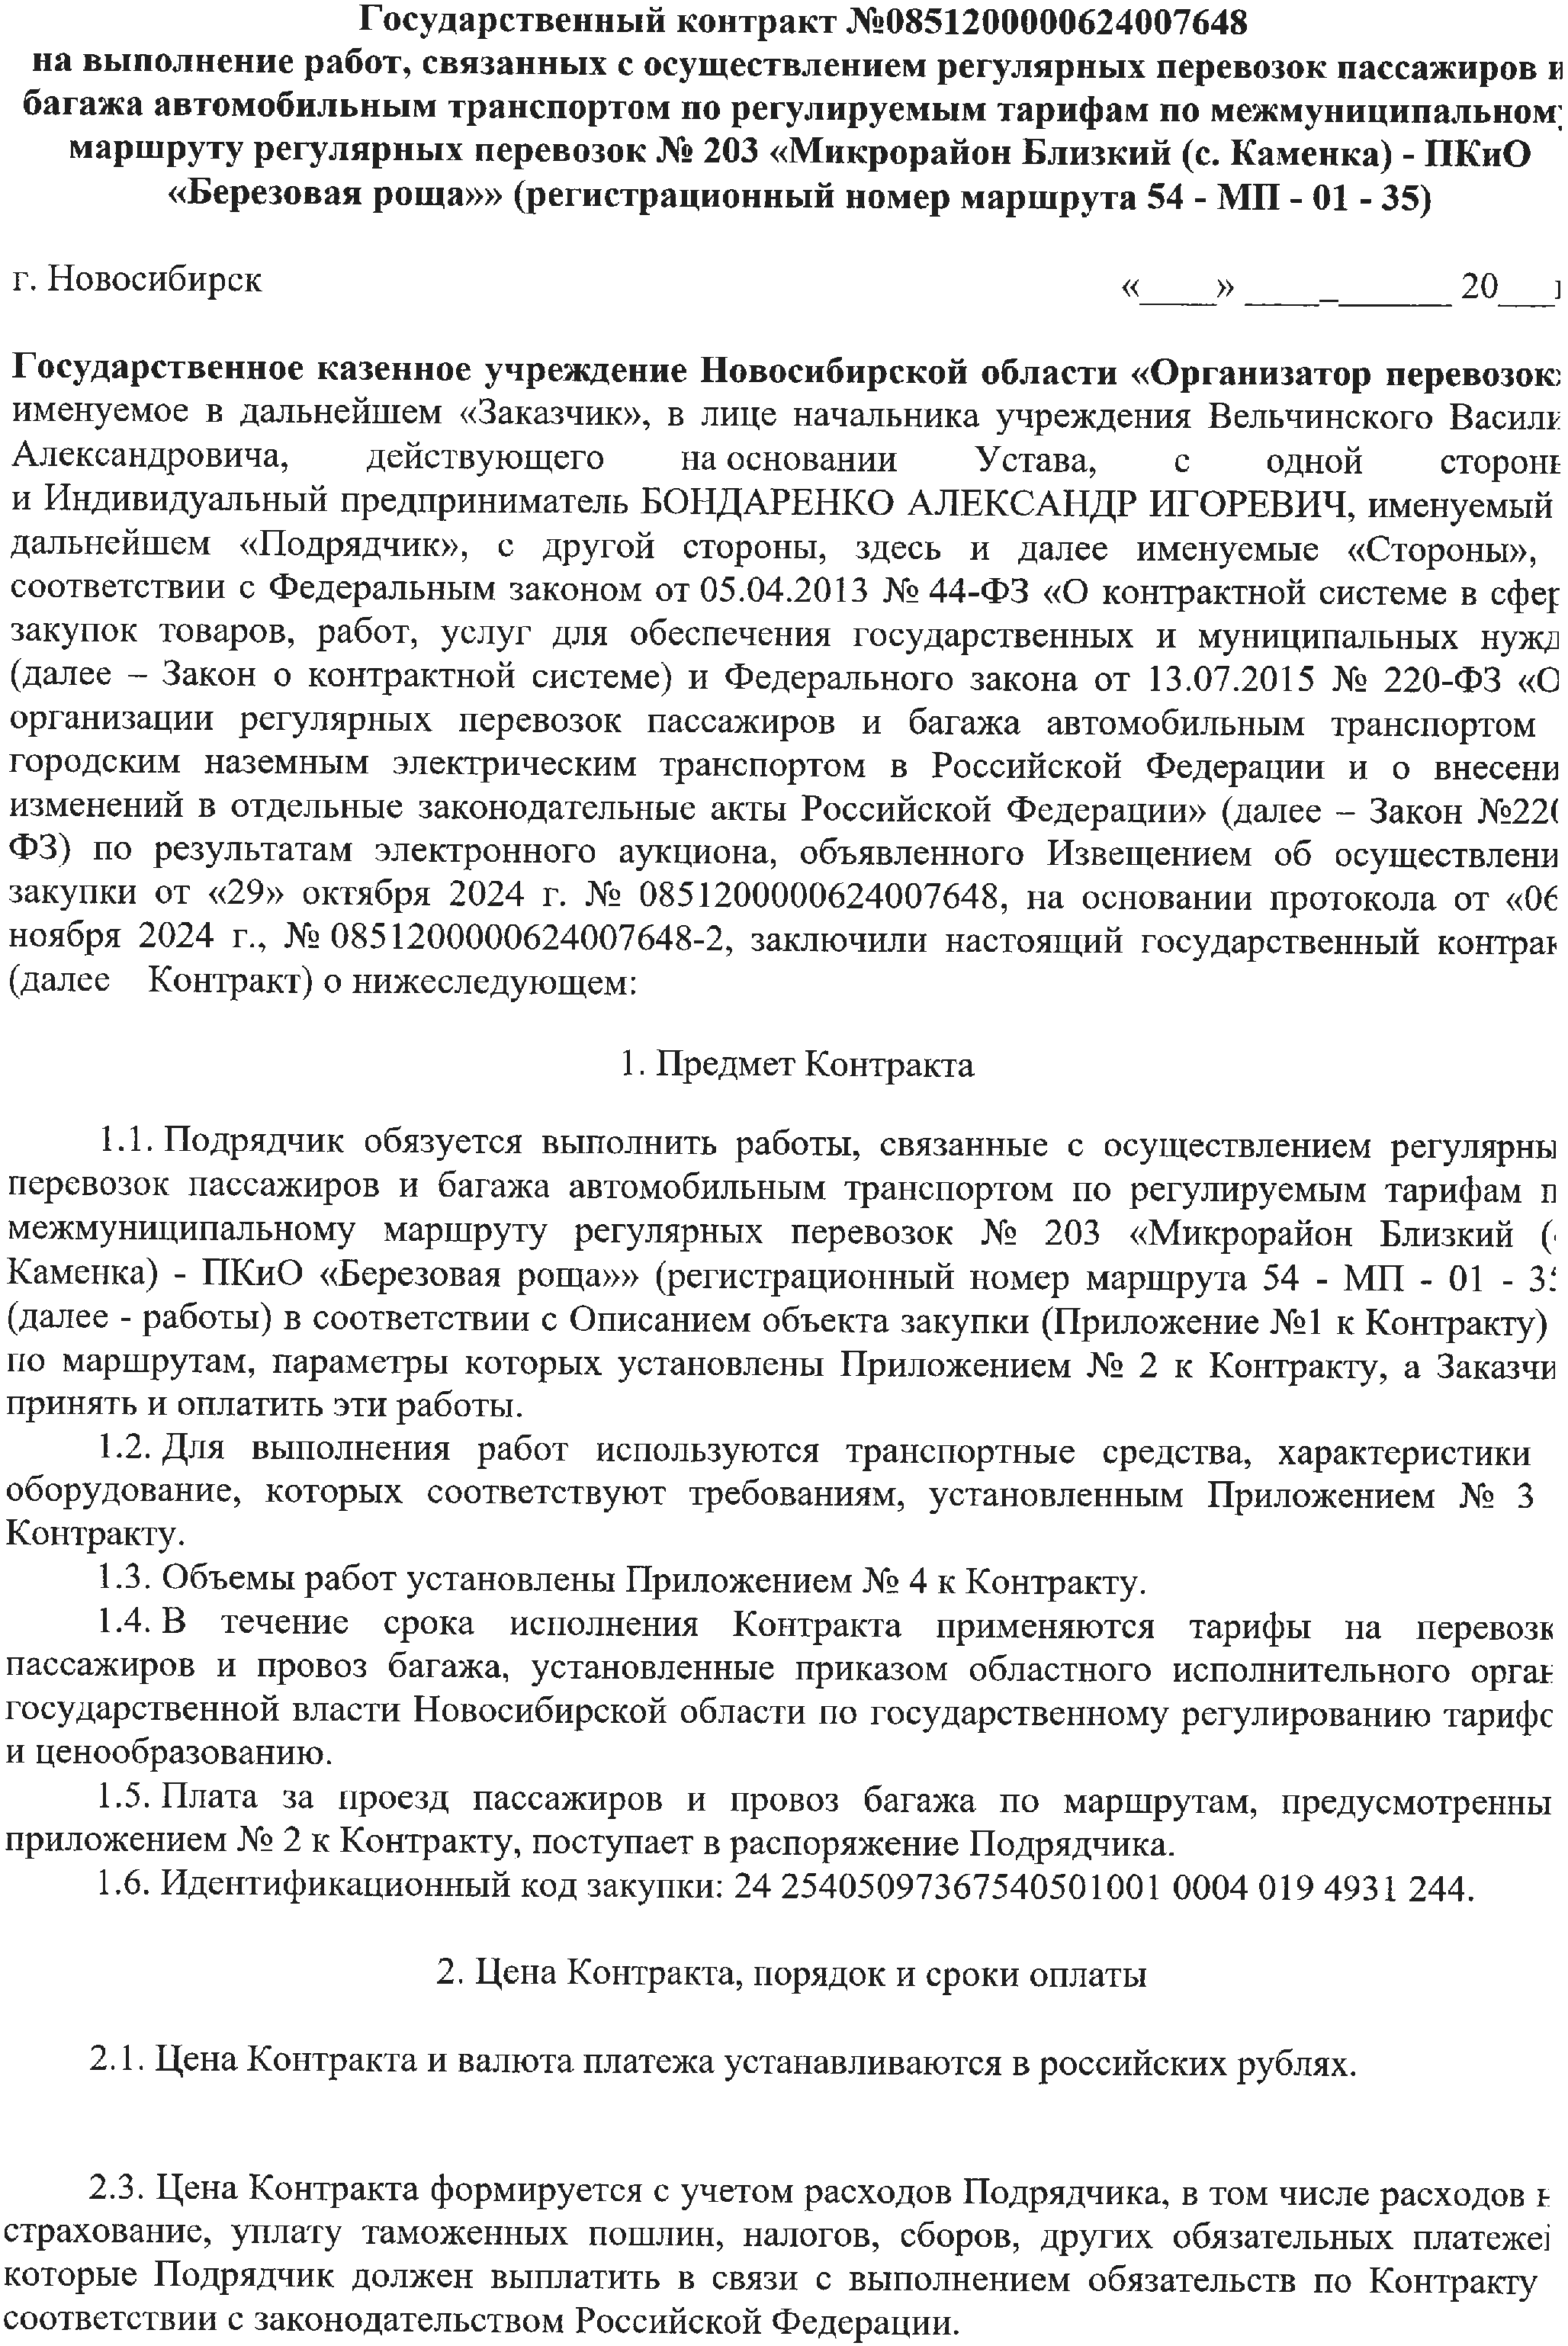 Государственный контракт №0851200000624007648
на выполнение работ, связанных с осуществлением регулярных перевозок пассажиров и
багажа автомобильным транспортом по регулируемым тарифам по межмуниципальному
маршруту регулярных перевозок № 203 «Микрорайон Близкий (с. Каменка) - ПКиО
«Березовая роща»» (регистрационный номер маршрута 54 - МП - 01 - 35)
г. Новосибирск «____» ____-______ 20___
Государственное казенное учреждение Новосибирской области «Организатор перевозок»
именуемое в дальнейшем «Заказчик», в лице начальника учреждения Вельчинского Васили
Александровича, действующего на основании Устава, с одной сторон
и Индивидуальный предприниматель БОНДАРЕНКО АЛЕКСАНДР ИГОРЕВИЧ, именуемый
дальнейшем «Подрядчик», с другой стороны, здесь и далее именуемые «Стороны»,
соответствии с Федеральным законом от 05.04.2013 № 44-ФЗ «О контрактной системе в сфер
закупок товаров, работ, услуг для обеспечения государственных и муниципальных нужд
(далее – Закон о контрактной системе) и Федерального закона от 13.07.2015 № 220-ФЗ «О
организации регулярных перевозок пассажиров и багажа автомобильным транспортом
городским наземным электрическим транспортом в Российской Федерации и о внесени
изменений в отдельные законодательные акты Российской Федерации» (далее – Закон №220
ФЗ) по результатам электронного аукциона, объявленного Извещением об осуществлени
закупки от «29» октября 2024 г. № 0851200000624007648, на основании протокола от «06
ноября 2024 г., № 0851200000624007648-2, заключили настоящий государственный контрак
(далее Контракт) о нижеследующем:
1. Предмет Контракта
1.1. Подрядчик обязуется выполнить работы, связанные с осуществлением регулярны
перевозок пассажиров и багажа автомобильным транспортом по регулируемым тарифам п
межмуниципальному маршруту регулярных перевозок № 203 «Микрорайон Близкий (
Каменка) - ПКиО «Березовая роща»» (регистрационный номер маршрута 54 - МП - 01 - 35
(далее - работы) в соответствии с Описанием объекта закупки (Приложение №1 к Контракту)
по маршрутам, параметры которых установлены Приложением № 2 к Контракту, а Заказчи
принять и оплатить эти работы.
1.2. Для выполнения работ используются транспортные средства, характеристики
оборудование, которых соответствуют требованиям, установленным Приложением № 3
Контракту.
1.3. Объемы работ установлены Приложением № 4 к Контракту.
1.4. В течение срока исполнения Контракта применяются тарифы на перевозк
пассажиров и провоз багажа, установленные приказом областного исполнительного орган
государственной власти Новосибирской области по государственному регулированию тарифо
и ценообразованию.
1.5. Плата за проезд пассажиров и провоз багажа по маршрутам, предусмотренны
приложением № 2 к Контракту, поступает в распоряжение Подрядчика.
1.6. Идентификационный код закупки: 24 25405097367540501001 0004 019 4931 244.
2. Цена Контракта, порядок и сроки оплаты
2.1. Цена Контракта и валюта платежа устанавливаются в российских рублях.
2.3. Цена Контракта формируется с учетом расходов Подрядчика, в том числе расходов н
страхование, уплату таможенных пошлин, налогов, сборов, других обязательных платежей
которые Подрядчик должен выплатить в связи с выполнением обязательств по Контракту
соответствии с законодательством Российской Федерации.